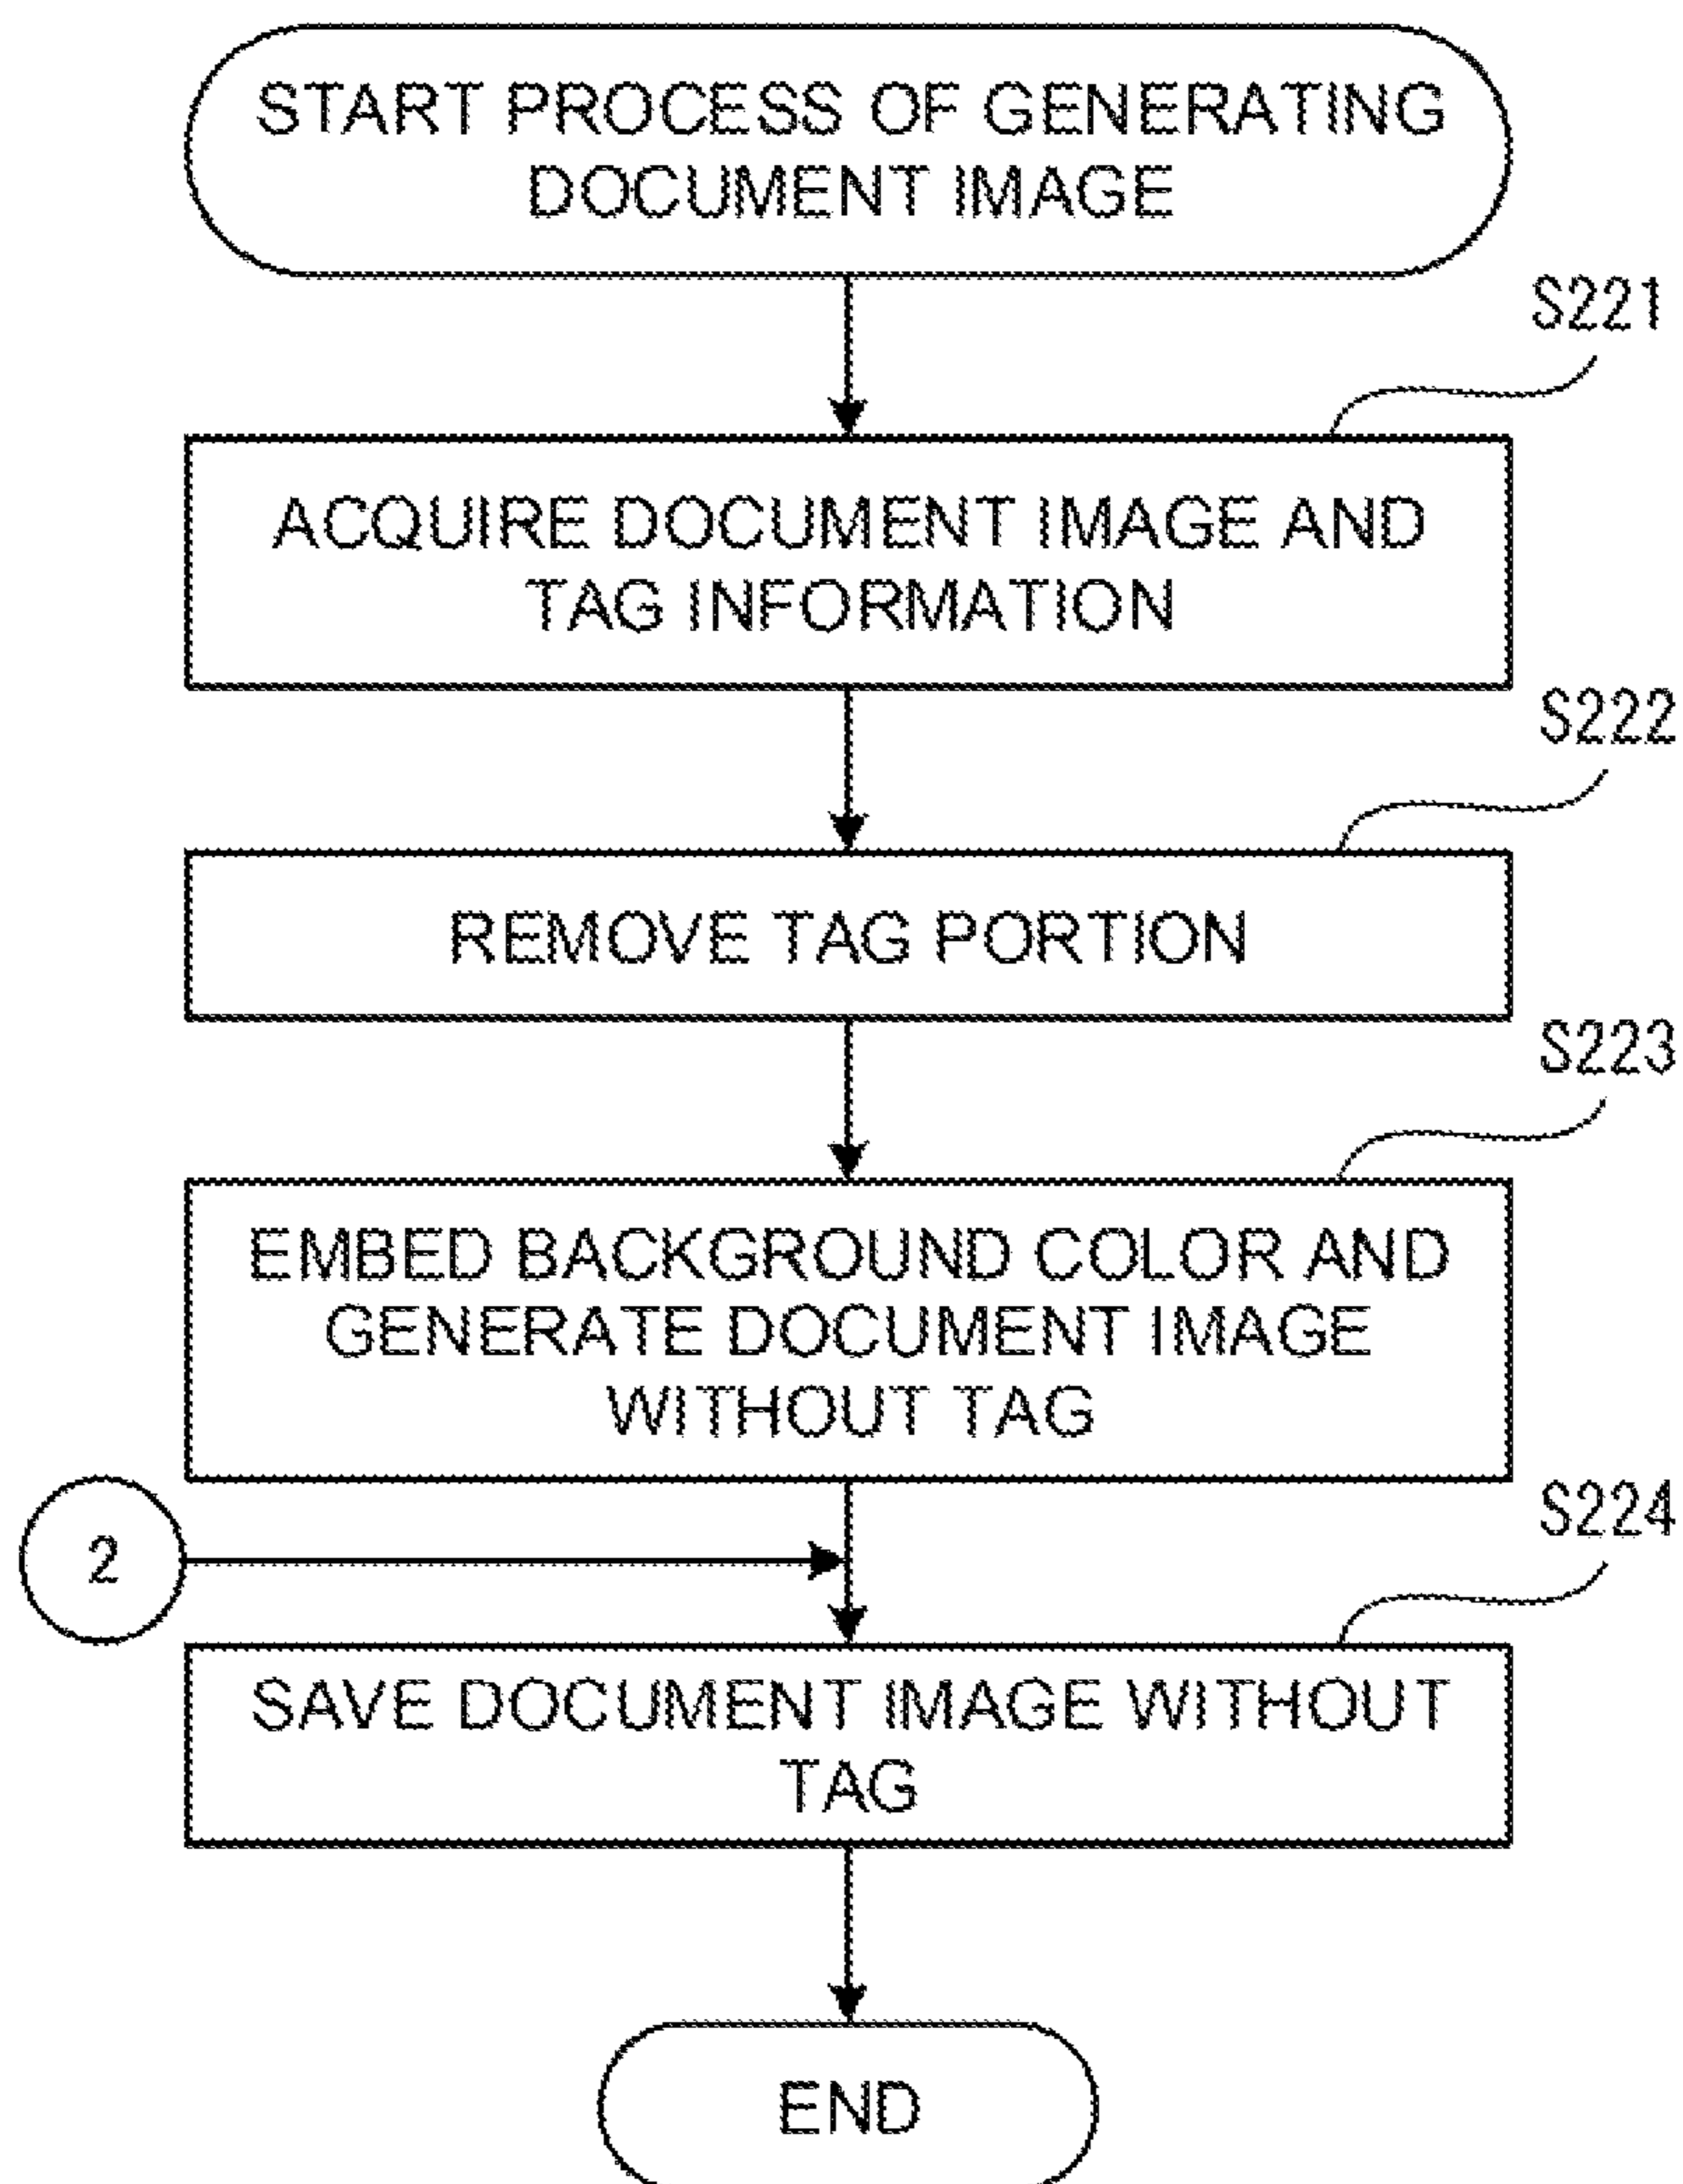 START PROCESS OF GENERATING
DOCUMENT IMAGE
S221
ACQUIRE DOCUMENT IMAGE AND
TAG INFORMATION
S222
REMOVE TAG PORTION
S223
EMBED BACKGROUND COLOR AND
GENERATE DOCUMENT IMAGE
WITHOUT TAG
2
S224
SAVE DOCUMENT IMAGE WITHOUT
TAG
END